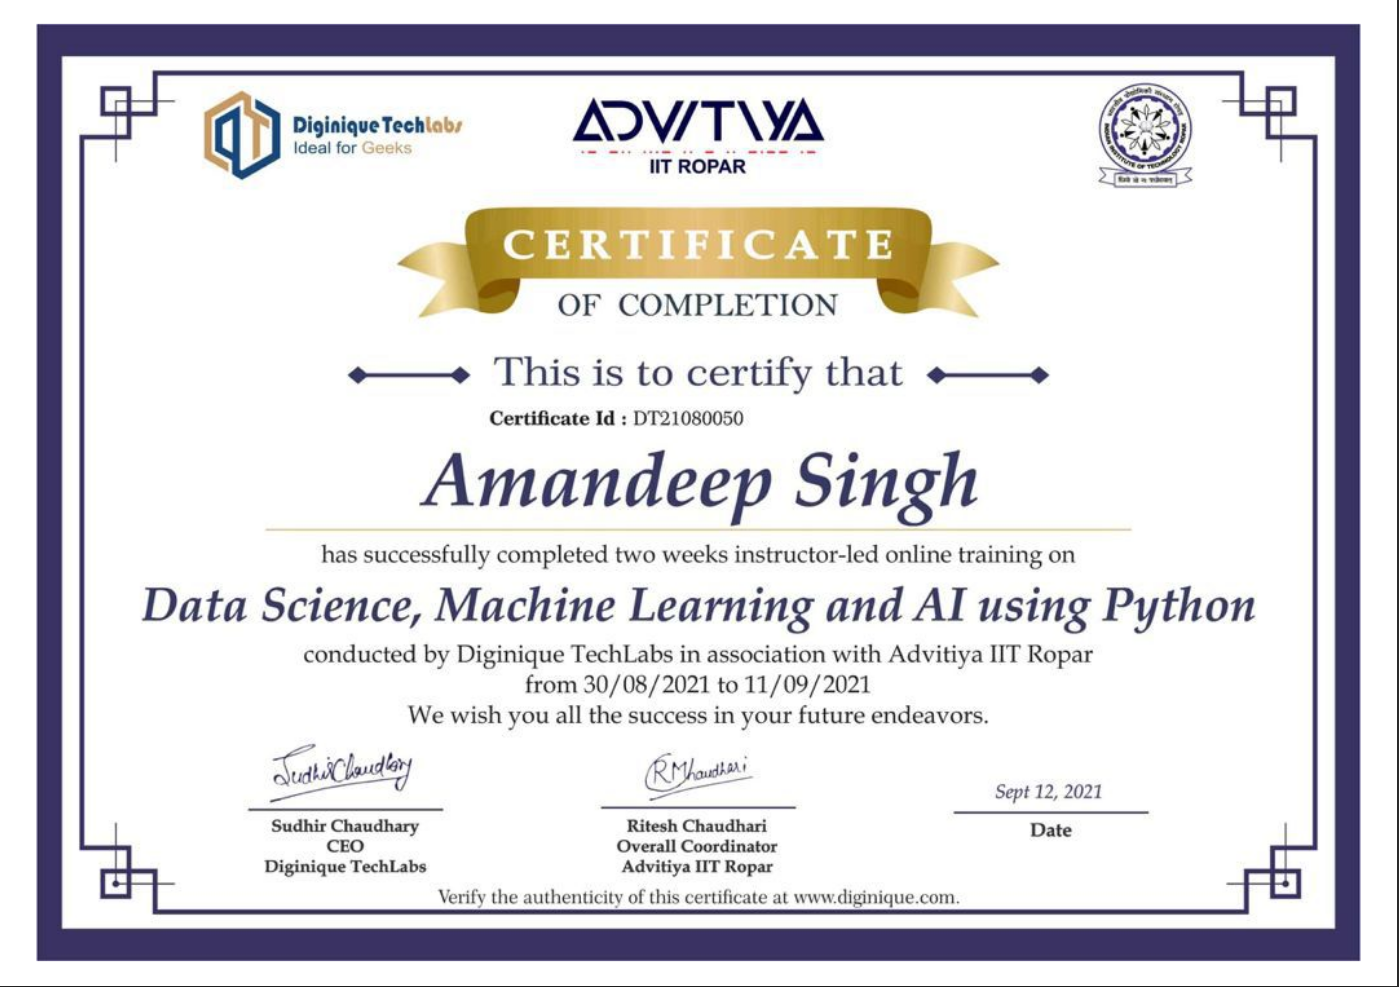 Diginique TechLabs
Ideal for Geeks
ADVITIYA
IIT ROPAR
INDIAN INSTITUTE OF TECHNOLOGY ROPAR
CERTIFICATE
OF COMPLETION
This is to certify that
Certificate Id : DT21080050
Amandeep Singh
has successfully completed two weeks instructor-led online training on
Data Science, Machine Learning and AI using Python
conducted by Diginique TechLabs in association with Advitiya IIT Ropar
from 30/08/2021 to 11/09/2021
We wish you all the success in your future endeavors.
Sudhir Chaudhary
RMhaudhari
Sept 12, 2021
Sudhir Chaudhary
CEO
Diginique TechLabs
Ritesh Chaudhari
Overall Coordinator
Advitiya IIT Ropar
Date
Verify the authenticity of this certificate at www.diginique.com.